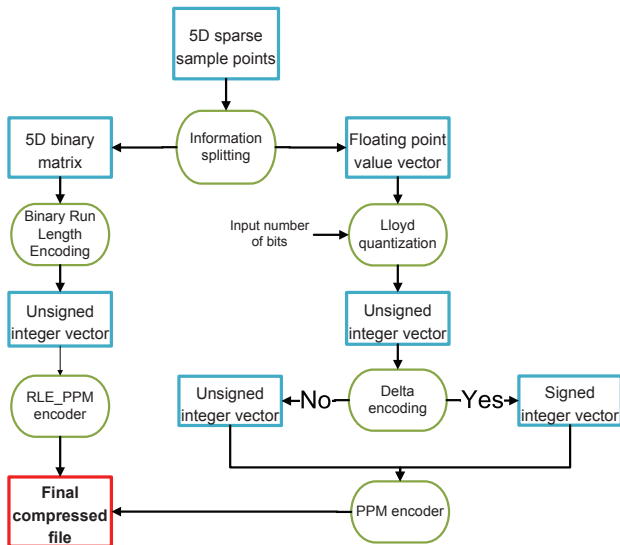 5D sparse
sample points
5D binary
matrix
Information
splitting
Floating point
value vector
Binary Run
Length
Encoding
Input number
of bits
Lloyd
quantization
Unsigned
integer vector
Unsigned
integer vector
RLE_PPM
encoder
Unsigned
integer vector
No
Delta
encoding
Yes
Signed
integer vector
Final
compressed
file
PPM encoder